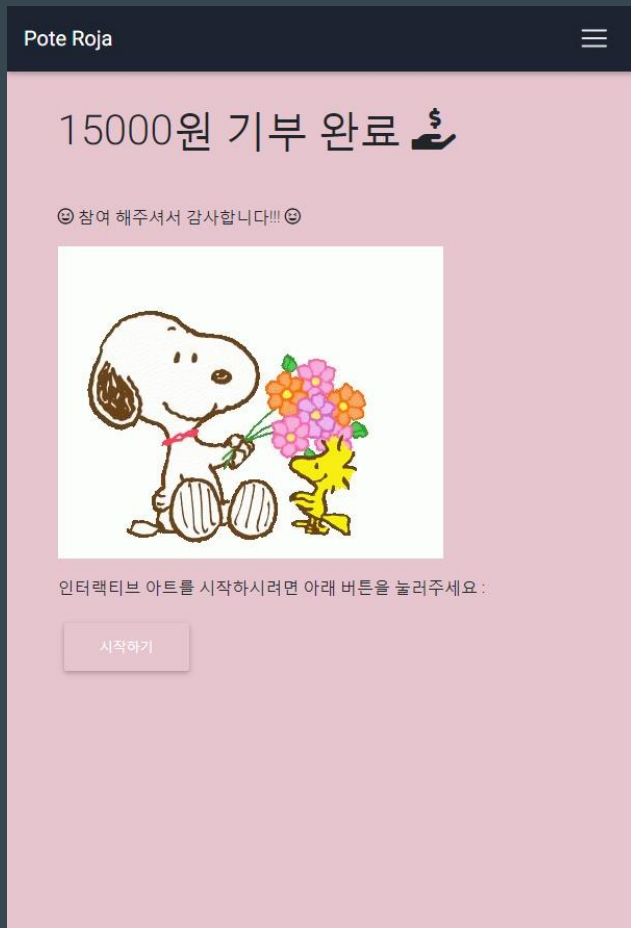 Pote Roja
15000원 기부 완료
참여 해주셔서 감사합니다!!!
인터랙티브 아트를 시작하시려면 아래 버튼을 눌러주세요 :
시작하기